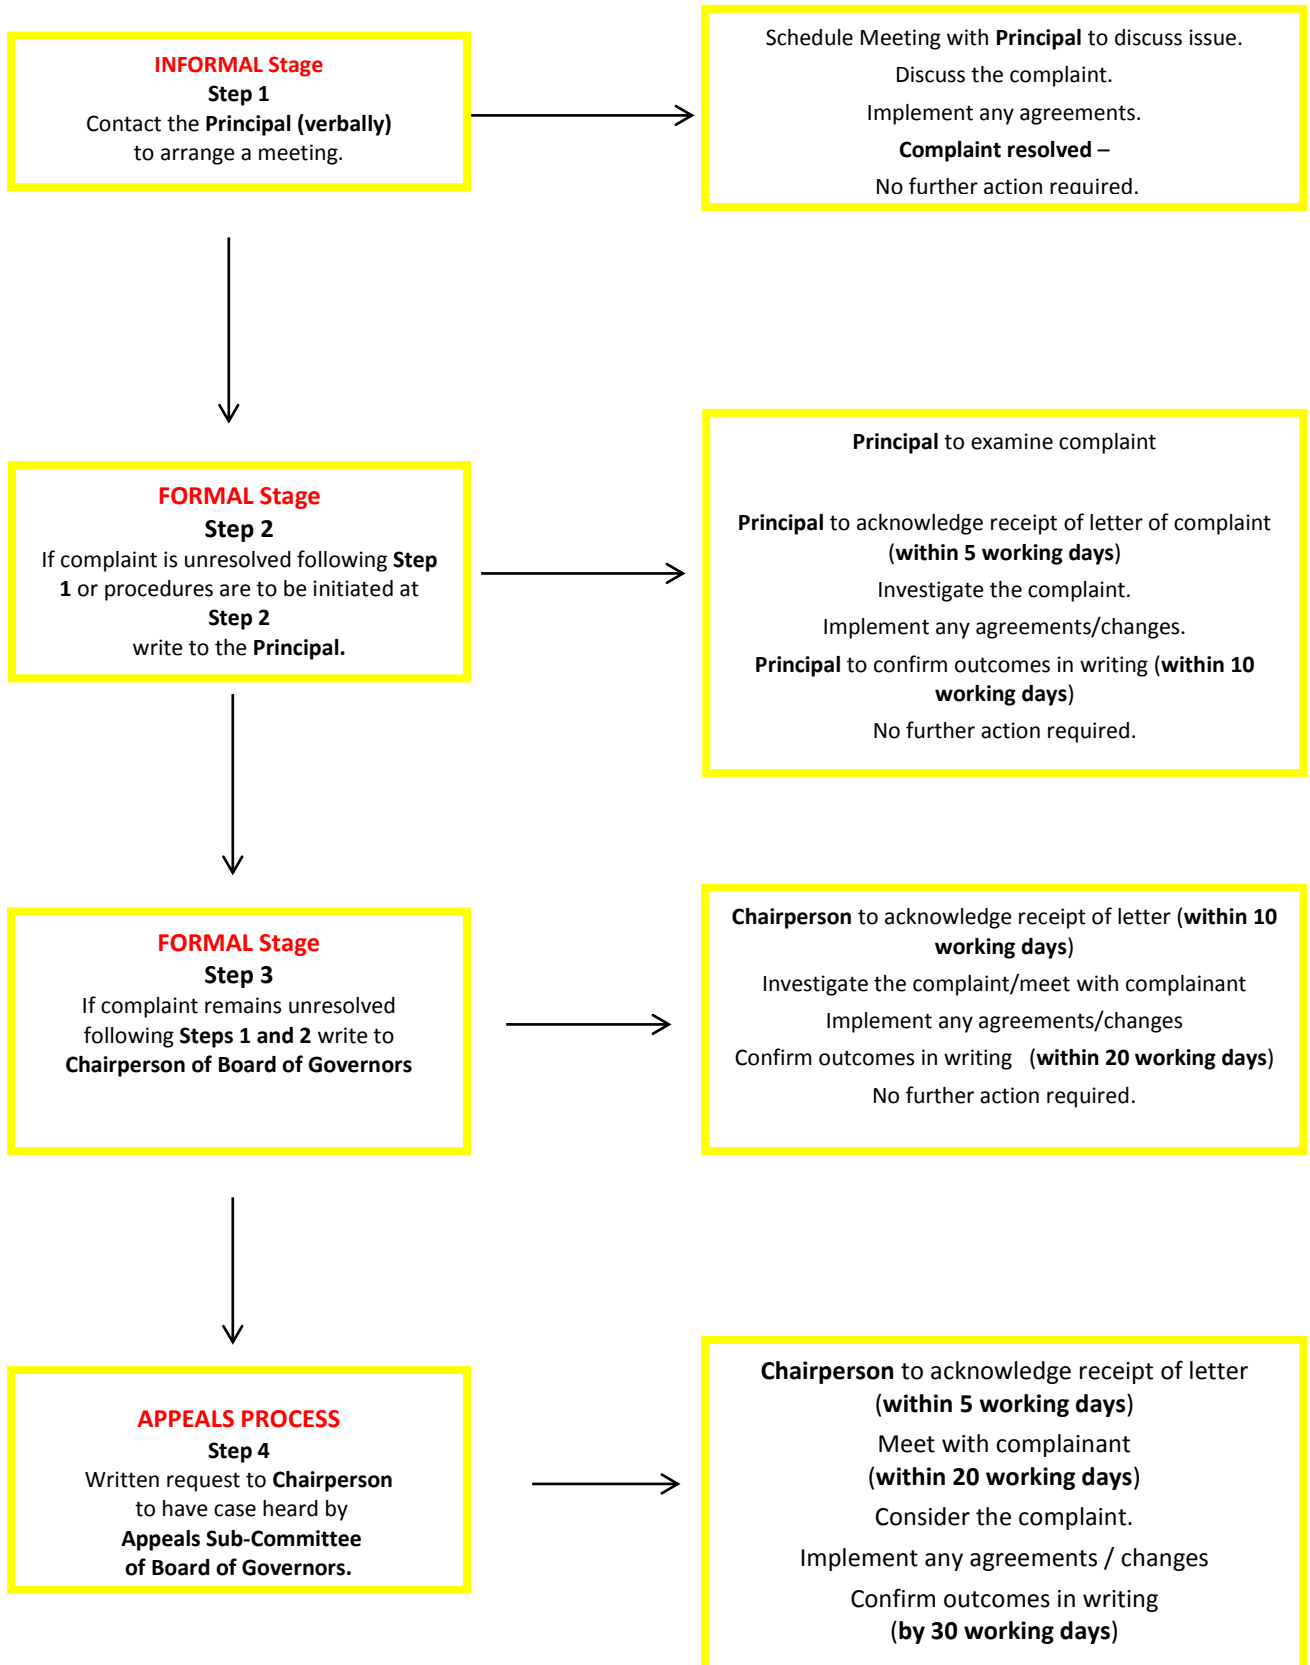 INFORMAL Stage
Step 1
Contact the Principal (verbally)
to arrange a meeting.
Schedule Meeting with Principal to discuss issue.
Discuss the complaint.
Implement any agreements.
Complaint resolved –
No further action required.
FORMAL Stage
Step 2
If complaint is unresolved following Step
1 or procedures are to be initiated at
Step 2
write to the Principal.
Principal to examine complaint
Principal to acknowledge receipt of letter of complaint
(within 5 working days)
Investigate the complaint.
Implement any agreements/changes.
Principal to confirm outcomes in writing (within 10
working days)
No further action required.
FORMAL Stage
Step 3
If complaint remains unresolved
following Steps 1 and 2 write to
Chairperson of Board of Governors
Chairperson to acknowledge receipt of letter (within 10
working days)
Investigate the complaint/meet with complainant
Implement any agreements/changes
Confirm outcomes in writing (within 20 working days)
No further action required.
APPEALS PROCESS
Step 4
Written request to Chairperson
to have case heard by
Appeals Sub-Committee
of Board of Governors.
Chairperson to acknowledge receipt of letter
(within 5 working days)
Meet with complainant
(within 20 working days)
Consider the complaint.
Implement any agreements / changes
Confirm outcomes in writing
(by 30 working days)